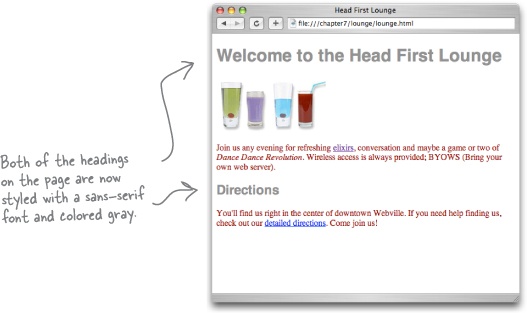 Head First Lounge
file:///chapter7/lounge/lounge.html
Welcome to the Head First Lounge
Join us any evening for refreshing elixirs, conversation and maybe a game or two of
Dance Dance Revolution. Wireless access is always provided; BYOWS (Bring your
own web server).
Directions
You'll find us right in the center of downtown Webville. If you need help finding us,
check out our detailed directions. Come join us!
Both of the headings
on the page are now
styled with a sans-serif
font and colored gray.